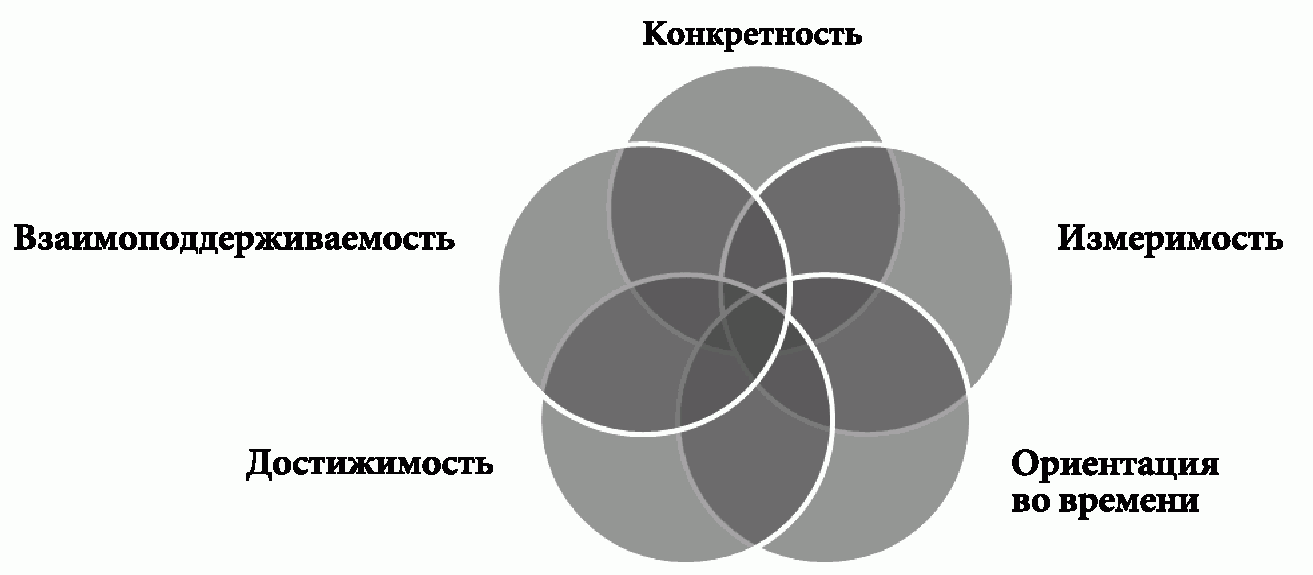 Конкретность
Взаимоподдерживаемость
Измеримость
Достижимость
Ориентация
во времени